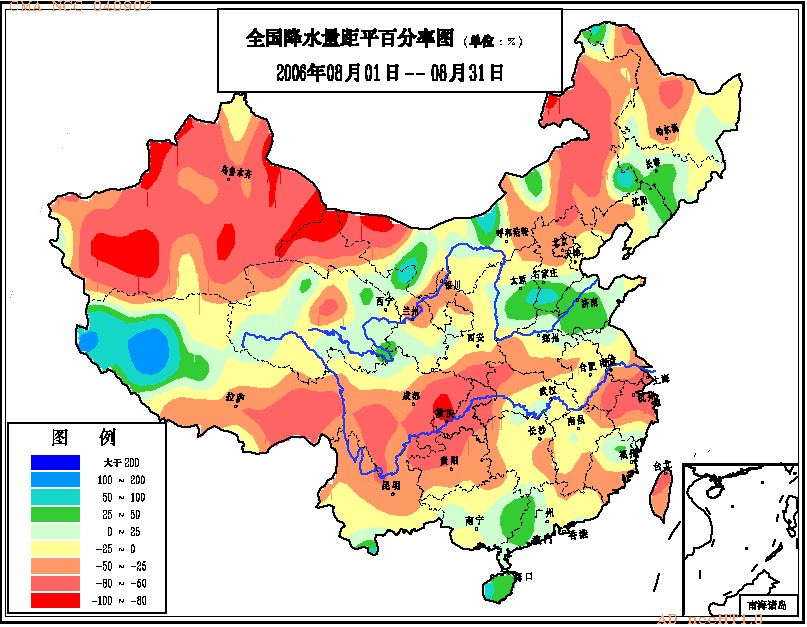 CMA NCC 040907
全国降水量距平百分率图 (单位：%)
2006年08月01日-－08月31日
哈尔滨
长春
沈阳
乌鲁木齐
呼和浩特
北京
天津
银川
太原 石家庄
西宁
济南
兰州
西安
郑州
合肥 南京
上海
拉萨
成都
武汉
杭州
重庆
长沙
南昌
贵阳
福州
台北
昆明
南宁
广州
澳门 香港
海口
图 例
大于 200
100 ~ 200
50 ~ 100
25 ~ 50
0 ~ 25
-25 ~ 0
-50 ~ -25
-80 ~ -50
-100 ~ -80
南海诸岛